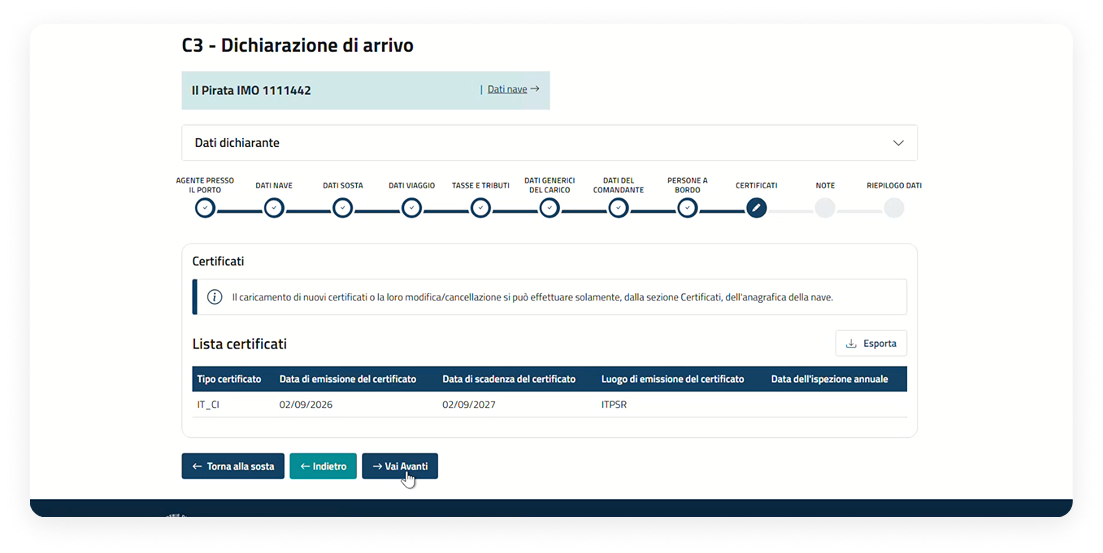 C3 - Dichiarazione di arrivo
Il Pirata IMO 1111442
| Dati nave →
Dati dichiarante
AGENTE PRESSO IL PORTO
DATI NAVE
DATI SOSTA
DATI VIAGGIO
TASSE E TRIBUTI
DATI GENERICI DEL CARICO
DATI DEL COMANDANTE
PERSONE A BORDO
CERTIFICATI
NOTE
RIEPILOGO DATI
Certificati
Il caricamento di nuovi certificati o la loro modifica/cancellazione si può effettuare solamente, dalla sezione Certificati, dell'anagrafica della nave.
Lista certificati
Esporta
Tipo certificato Data di emissione del certificato Data di scadenza del certificato Luogo di emissione del certificato Data dell'ispezione annuale
IT_CI 02/09/2026 02/09/2027 ITPSR
← Torna alla sosta ← Indietro → Vai Avanti